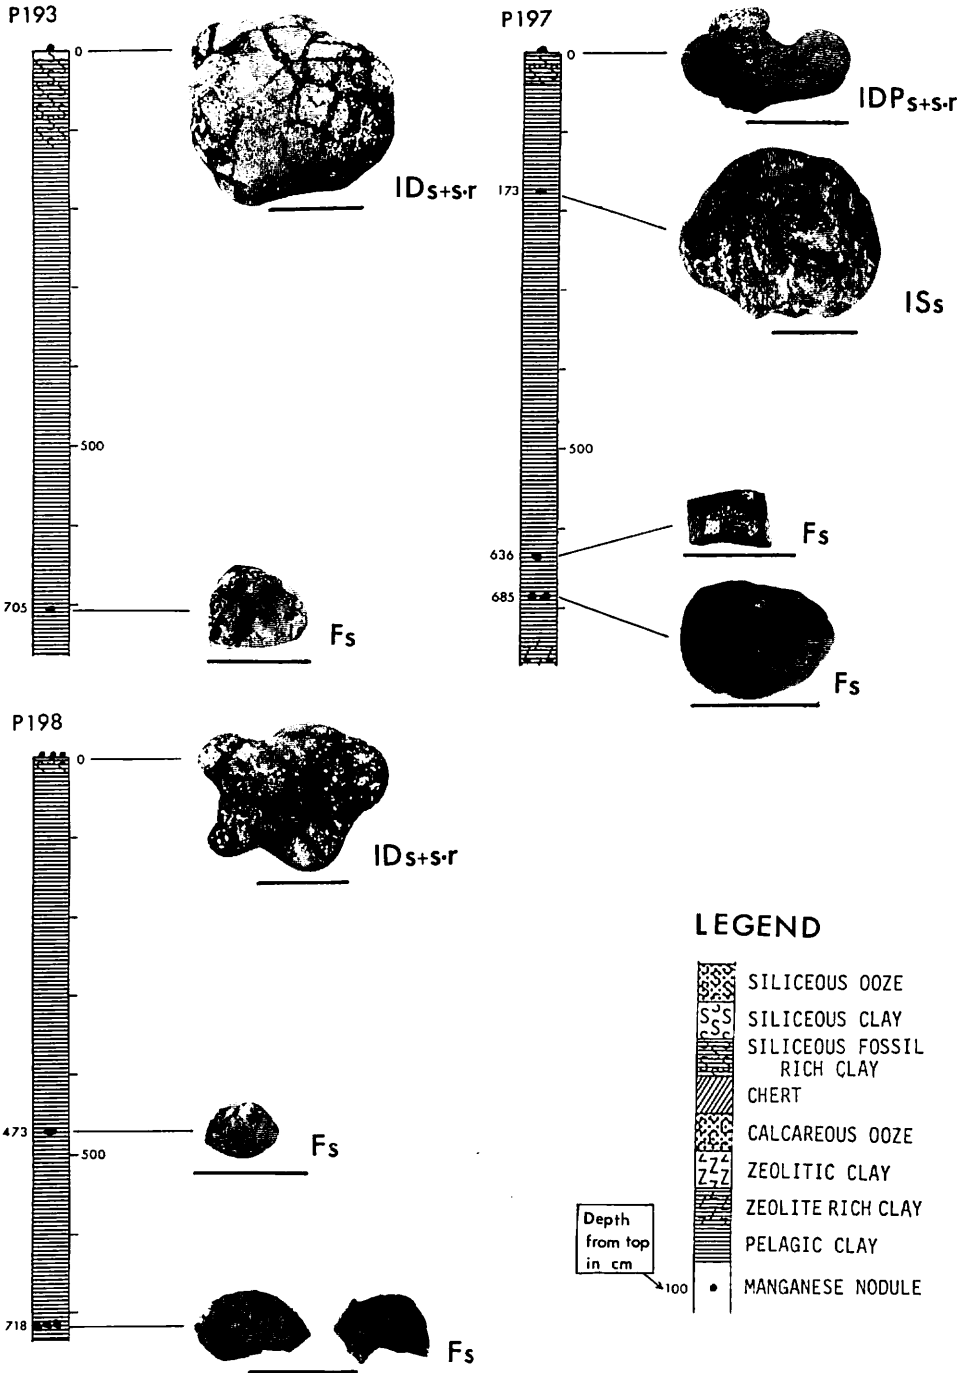 P193
0
IDs+s·r
500
705
Fs
P197
0
IDPs+s·r
173
ISs
500
636
Fs
685
Fs
P198
0
IDs+s·r
473
Fs
500
718
Fs
LEGEND
SILICEOUS OOZE
SILICEOUS CLAY
SILICEOUS FOSSIL
RICH CLAY
CHERT
CALCAREOUS OOZE
ZEOLITIC CLAY
ZEOLITE RICH CLAY
PELAGIC CLAY
MANGANESE NODULE
Depth
from top
in cm
100